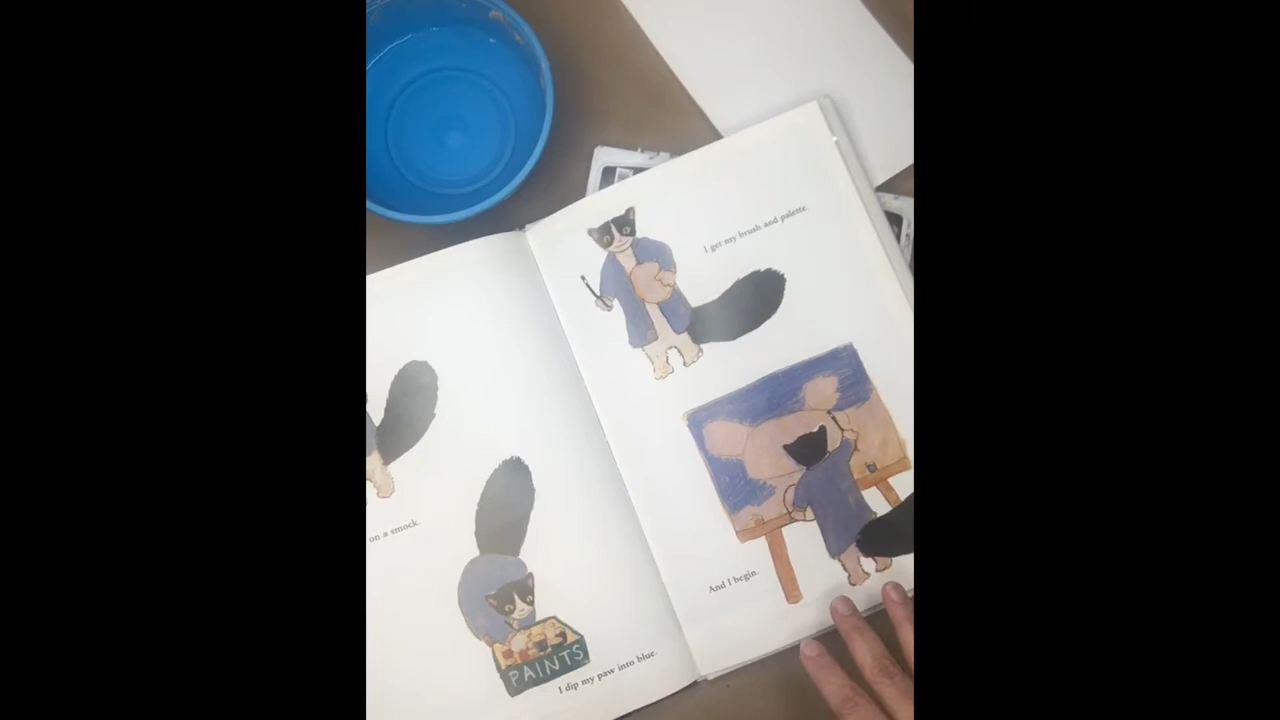 on a smock.
PAINTS
I dip my paw into blue.
I get my brush and palette.
And I begin.